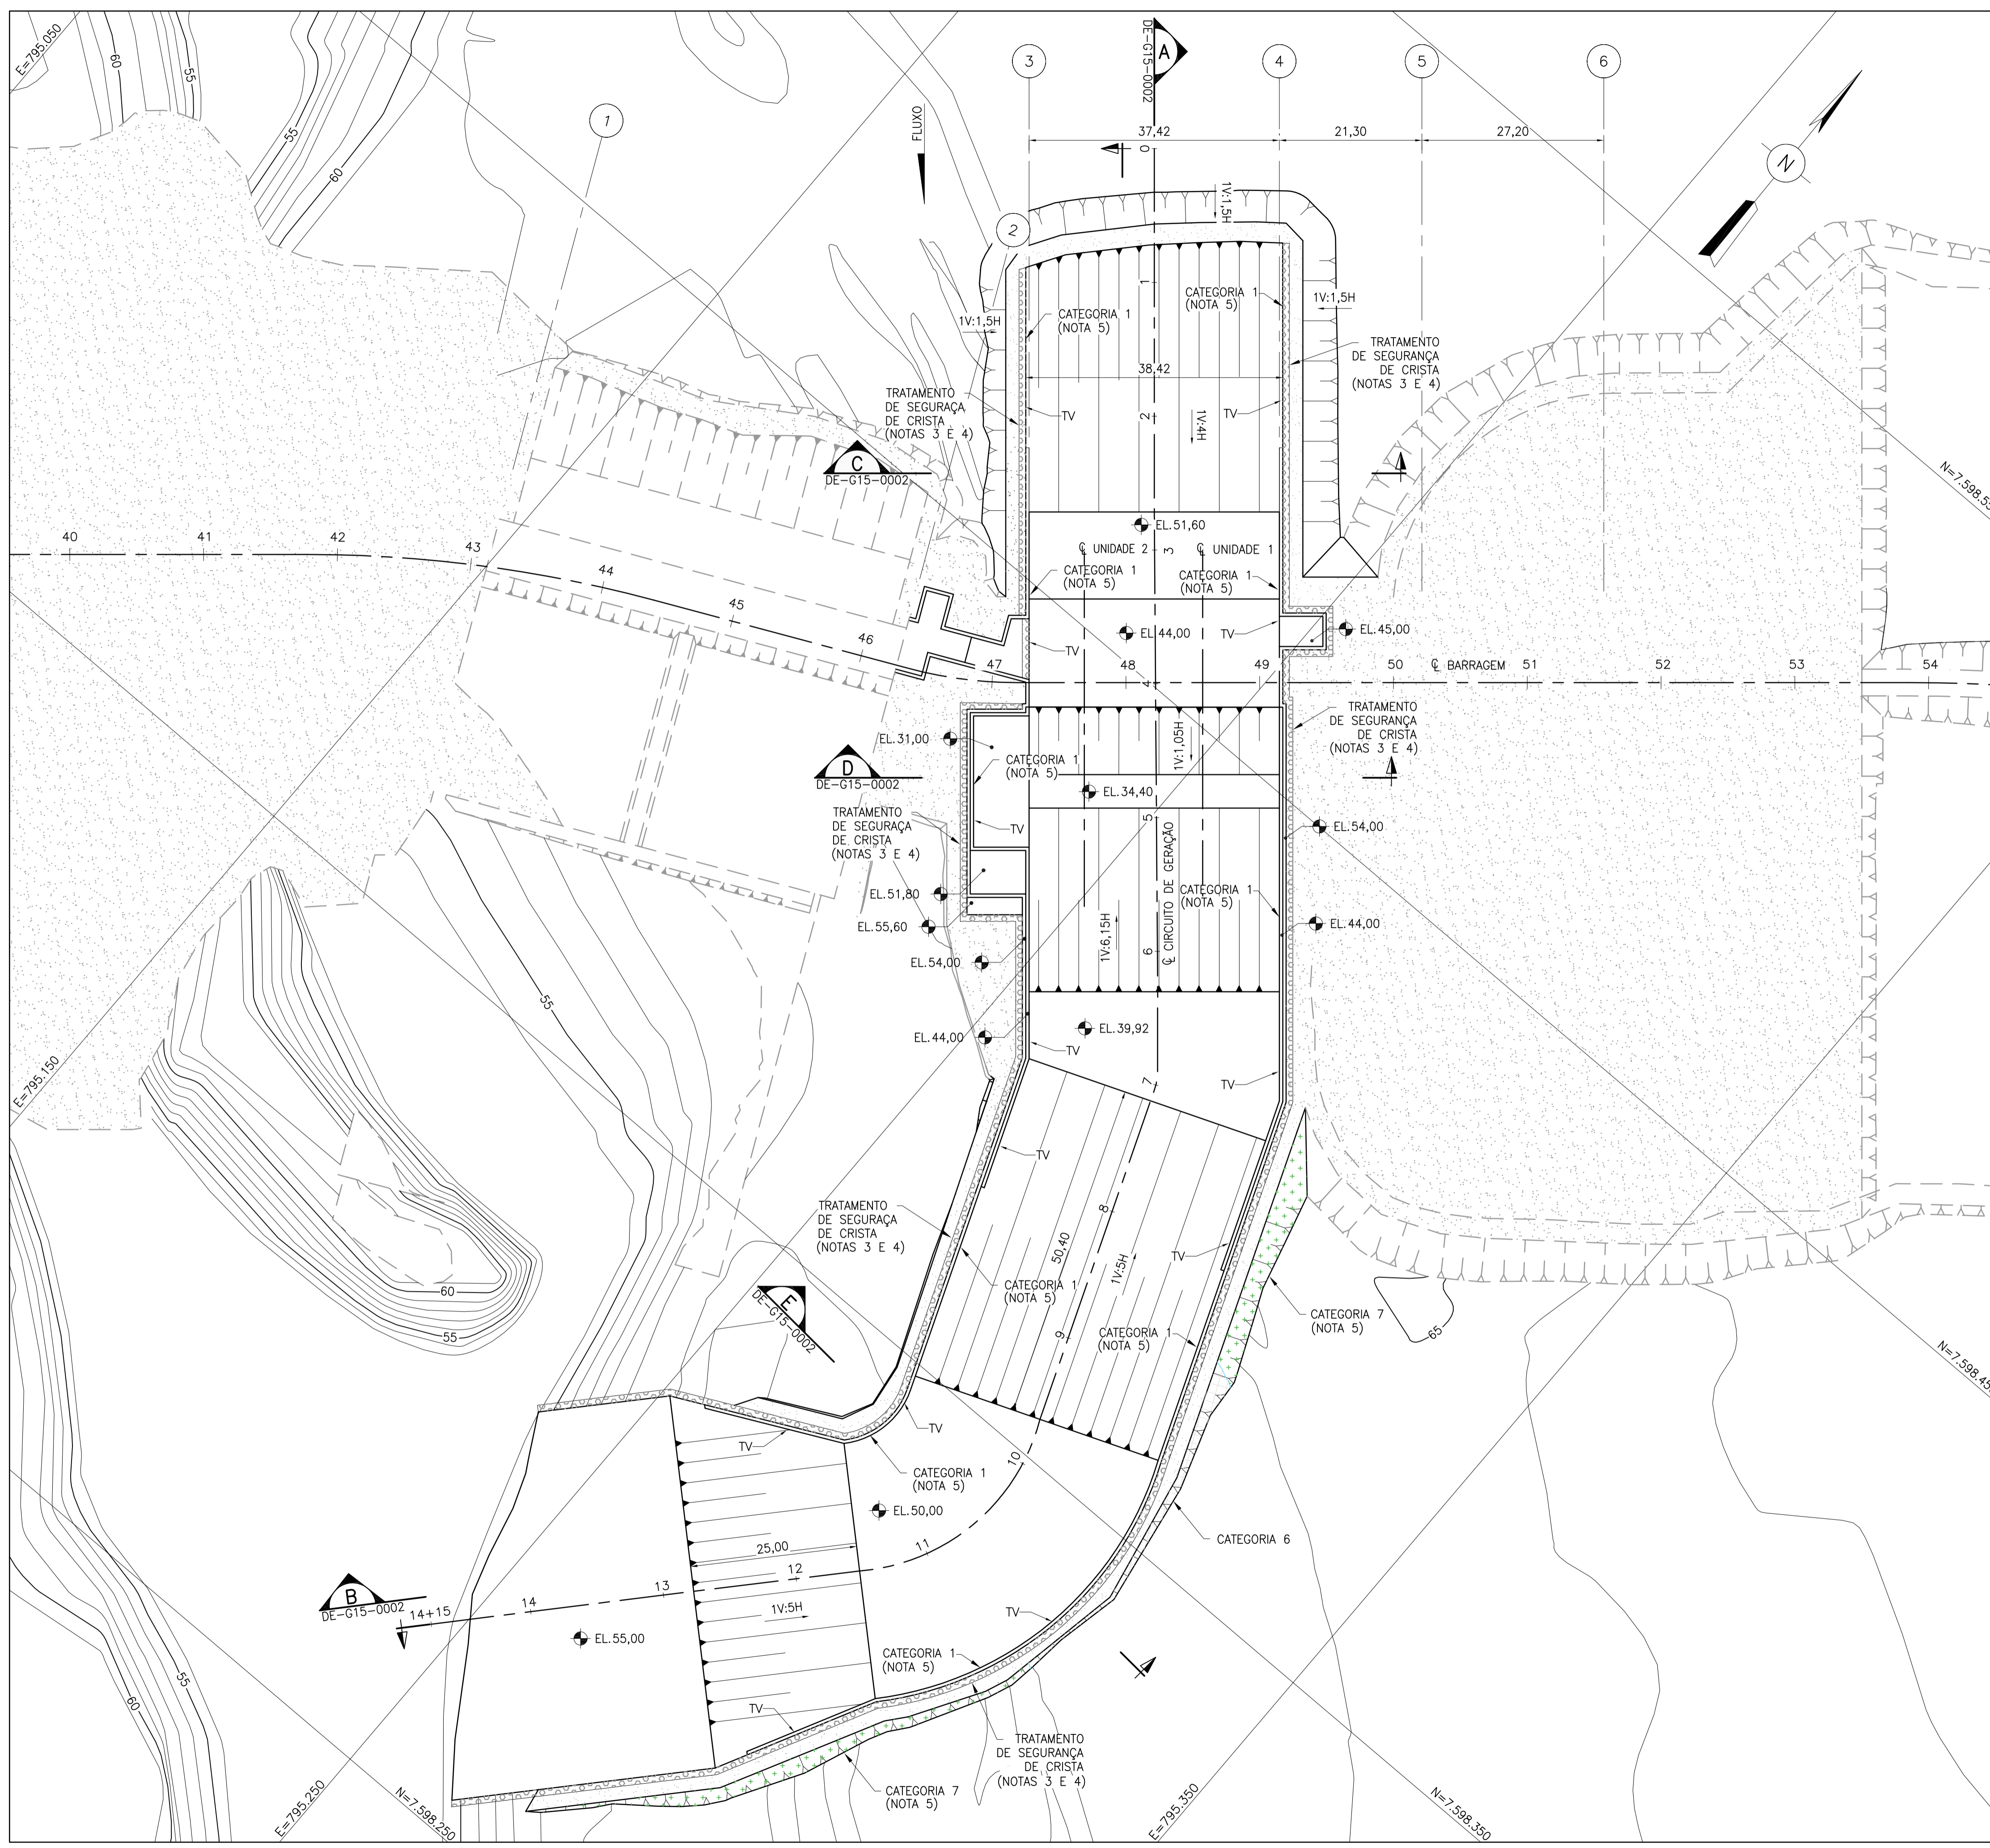 E=795.050
60
55
55
60
1
FLUXO
DE-G15-0002
A
3
4
5
6
37,42
21,30
27,20
0
N
2
1V:1,5H
1V:1,5H
1V:1,5H
1
CATEGORIA 1
(NOTA 5)
CATEGORIA 1
(NOTA 5)
TRATAMENTO
DE SEGURANÇA
DE CRISTA
(NOTAS 3 E 4)
38,42
TRATAMENTO
DE SEGURAÇA
DE CRISTA
(NOTAS 3 E 4)
TV
2
TV
1V:4H
C
DE-G15-0002
N=7.598.55
EL.51,60
UNIDADE 2
3
UNIDADE 1
CATEGORIA 1
(NOTA 5)
CATEGORIA 1
(NOTA 5)
40
41
42
43
44
45
46
47
48
49
50
℄ BARRAGEM
51
52
53
54
EL.44,00
TV
TV
EL.45,00
4
EL.31,00
CATEGORIA 1
(NOTA 5)
1V:1,05H
TRATAMENTO
DE SEGURANÇA
DE CRISTA
(NOTAS 3 E 4)
D
DE-G15-0002
EL.34,40
TRATAMENTO
DE SEGURAÇA
DE CRISTA
(NOTAS 3 E 4)
TV
5
EL.54,00
℄ CIRCUITO DE GERAÇÃO
EL.51,80
CATEGORIA 1
(NOTA 5)
EL.55,60
EL.44,00
1V:6,15H
6
EL.54,00
55
EL.44,00
EL.39,92
TV
TV
7
E=795.150
TV
8
TRATAMENTO
DE SEGURAÇA
DE CRISTA
(NOTAS 3 E 4)
50,40
1V:5H
TV
CATEGORIA 1
(NOTA 5)
60
55
E
DE-G15-0002
9
CATEGORIA 1
(NOTA 5)
CATEGORIA 7
(NOTA 5)
65
N=7.598.45
TV
TV
10
CATEGORIA 1
(NOTA 5)
EL.50,00
CATEGORIA 6
25,00
11
12
13
14
14+15
B
DE-G15-0002
1V:5H
TV
EL.55,00
CATEGORIA 1
(NOTA 5)
55
60
TV
TRATAMENTO
DE SEGURANÇA
DE CRISTA
(NOTAS 3 E 4)
CATEGORIA 7
(NOTA 5)
E=795.250
N=7.598.250
E=795.350
N=7.598.350